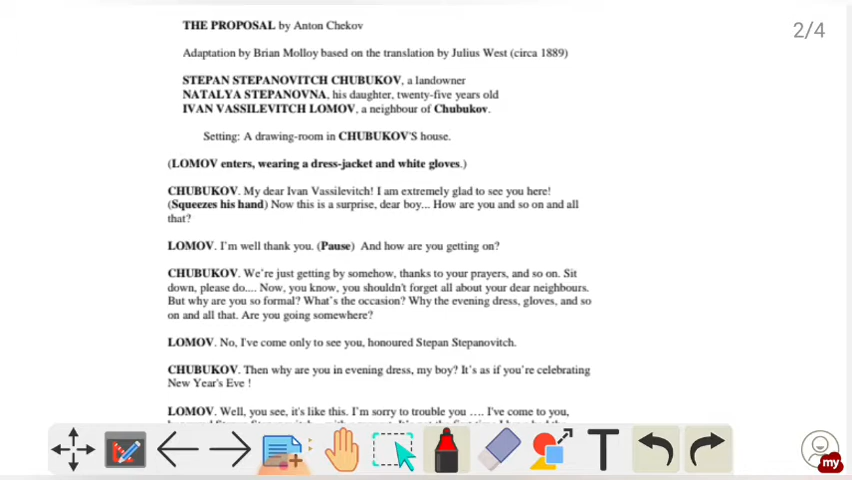 THE PROPOSAL by Anton Chekov
2/4
Adaptation by Brian Molloy based on the translation by Julius West (circa 1889)
STEPAN STEPANOVITCH CHUBUKOV, a landowner
NATALYA STEPANOVNA, his daughter, twenty-five years old
IVAN VASSILEVITCH LOMOV, a neighbour of Chubukov.
Setting: A drawing-room in CHUBUKOV'S house.
(LOMOV enters, wearing a dress-jacket and white gloves.)
CHUBUKOV. My dear Ivan Vassilevitch! I am extremely glad to see you here!
(Squeezes his hand) Now this is a surprise, dear boy... How are you and so on and all
that?
LOMOV. I'm well thank you. (Pause) And how are you getting on?
CHUBUKOV. We're just getting by somehow, thanks to your prayers, and so on. Sit
down, please do.... Now, you know, you shouldn't forget all about your dear neighbours.
But why are you so formal? What's the occasion? Why the evening dress, gloves, and so
on and all that. Are you going somewhere?
LOMOV. No, I've come only to see you, honoured Stepan Stepanovitch.
CHUBUKOV. Then why are you in evening dress, my boy? It's as if you're celebrating
New Year's Eve !
LOMOV. Well, you see, it's like this. I'm sorry to trouble you .... I've come to you,
T
my